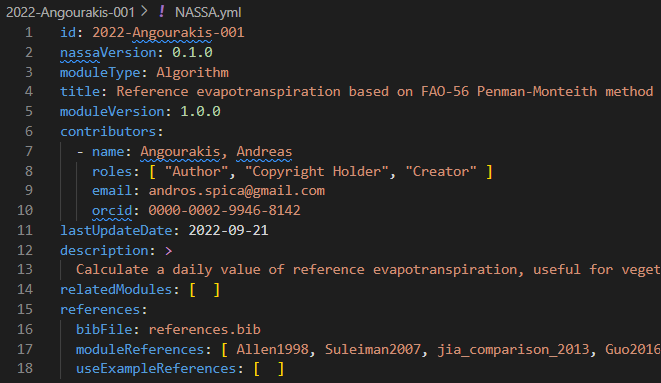 2022-Angourakis-001 > ! NASSA.yml
1 id: 2022-Angourakis-001
2 nassaVersion: 0.1.0
3 moduleType: Algorithm
4 title: Reference evapotranspiration based on FAO-56 Penman-Monteith method
5 moduleVersion: 1.0.0
6 contributors:
7   - name: Angourakis, Andreas
8     roles: [ "Author", "Copyright Holder", "Creator" ]
9     email: andros.spica@gmail.com
10     orcid: 0000-0002-9946-8142
11 lastUpdateDate: 2022-09-21
12 description: >
13   Calculate a daily value of reference evapotranspiration, useful for veget
14 relatedModules: [  ]
15 references:
16   bibFile: references.bib
17   moduleReferences: [ Allen1998, Suleiman2007, jia_comparison_2013, Guo2016
18   useExampleReferences: [  ]